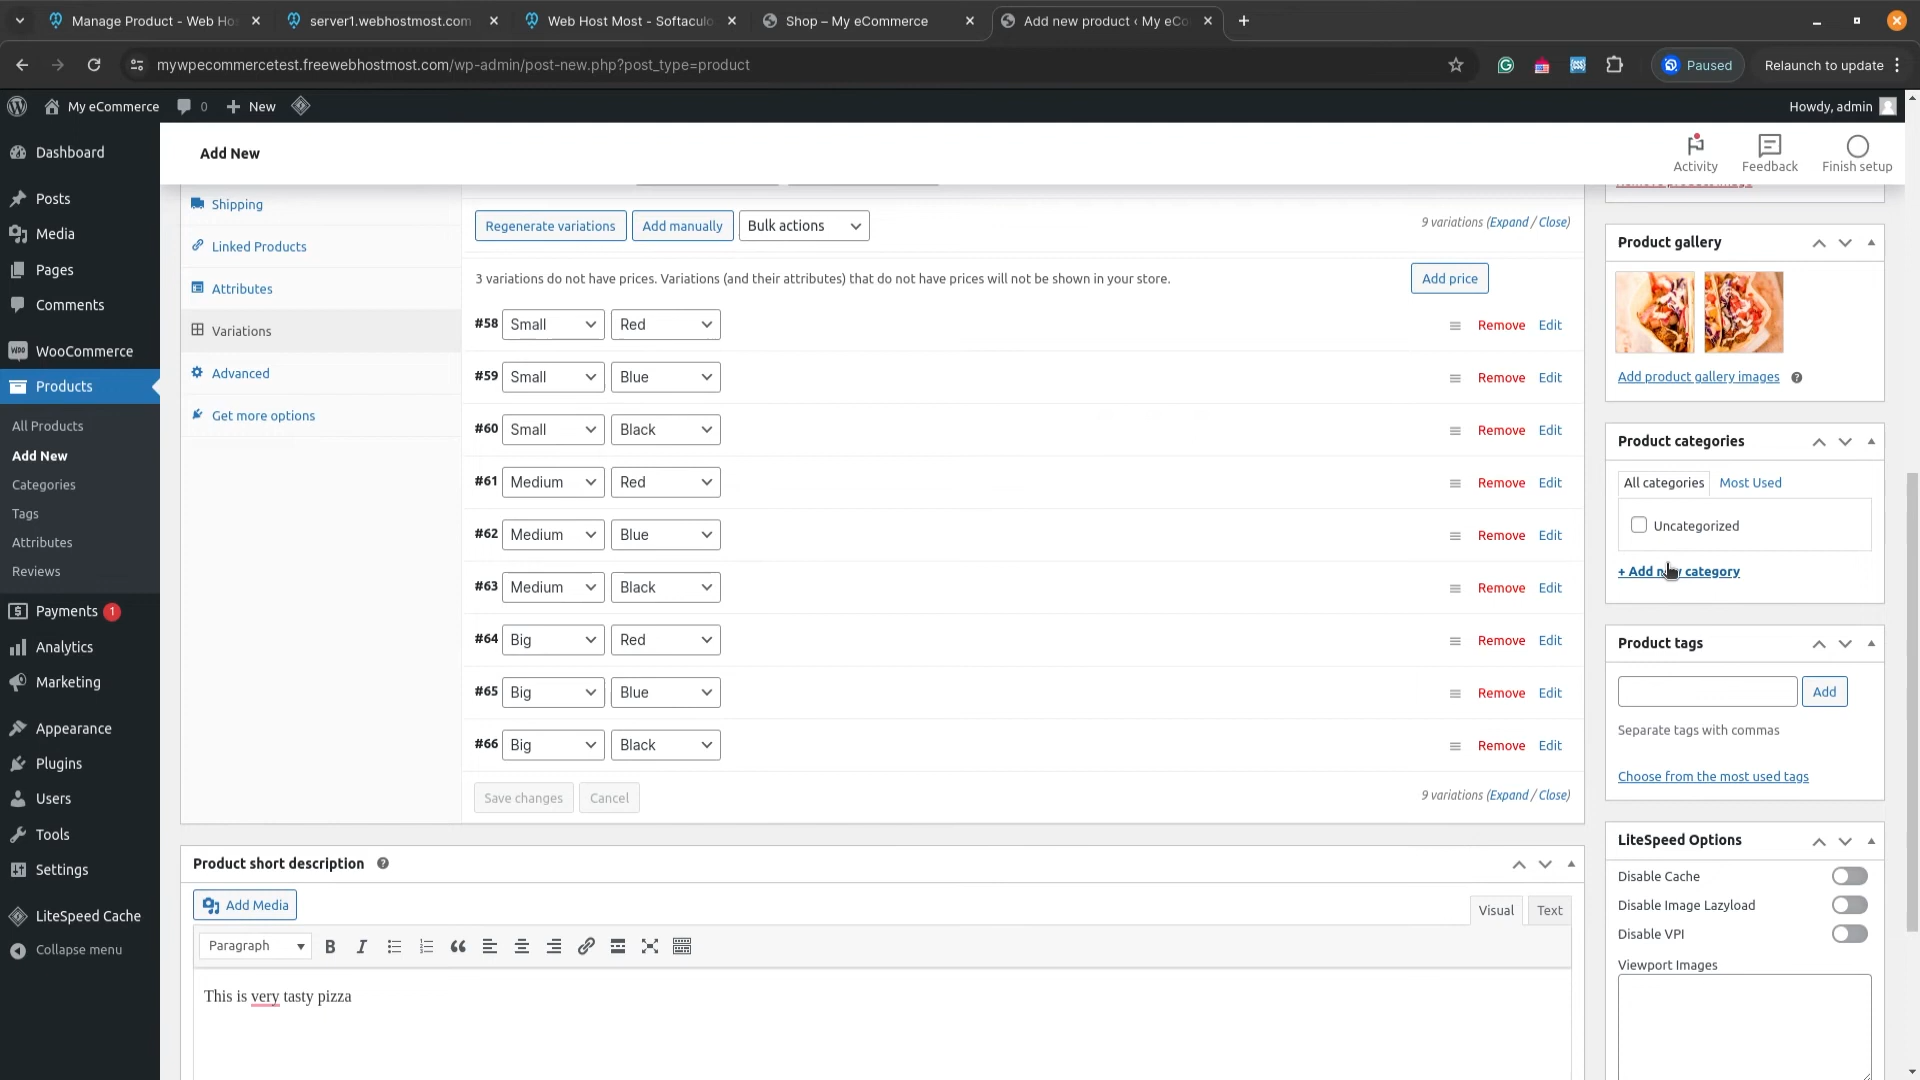 Manage Product - Web Ho
server1.webhostmost.com
Web Host Most - Softaculo
Shop – My eCommerce
Add new product ‹ My eCo
mywpecommercetest.freewebhostmost.com/wp-admin/post-new.php?post_type=product
Paused
Relaunch to update
My eCommerce
0
New
Howdy, admin
Dashboard
Posts
Media
Pages
Comments
WooCommerce
Products
All Products
Add New
Categories
Tags
Attributes
Reviews
Payments 1
Analytics
Marketing
Appearance
Plugins
Users
Tools
Settings
LiteSpeed Cache
Collapse menu
Add New
Activity
Feedback
Finish setup
Shipping
Linked Products
Attributes
Variations
Advanced
Get more options
Regenerate variations
Add manually
Bulk actions
9 variations (Expand / Close)
3 variations do not have prices. Variations (and their attributes) that do not have prices will not be shown in your store.
Add price
#58 Small Red Remove Edit
#59 Small Blue Remove Edit
#60 Small Black Remove Edit
#61 Medium Red Remove Edit
#62 Medium Blue Remove Edit
#63 Medium Black Remove Edit
#64 Big Red Remove Edit
#65 Big Blue Remove Edit
#66 Big Black Remove Edit
Save changes
Cancel
9 variations (Expand / Close)
Product short description
Add Media
Visual
Text
Paragraph
This is very tasty pizza
Product gallery
Add product gallery images
Product categories
All categories
Most Used
Uncategorized
+ Add new category
Product tags
Add
Separate tags with commas
Choose from the most used tags
LiteSpeed Options
Disable Cache
Disable Image Lazyload
Disable VPI
Viewport Images